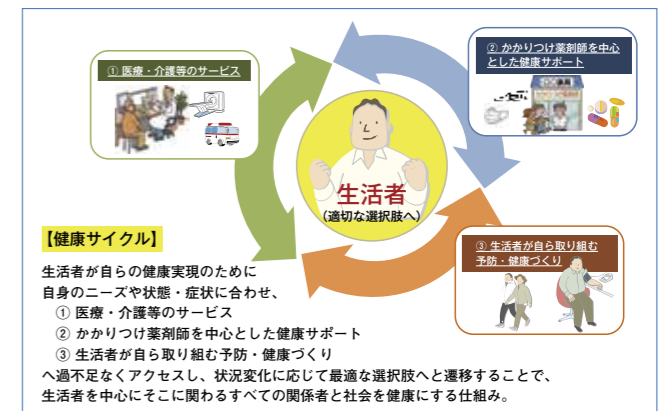 ① 医療・介護等のサービス
② かかりつけ薬剤師を中心
とした健康サポート
生活者
(適切な選択肢へ)
③ 生活者が自ら取り組む
予防・健康づくり
【健康サイクル】
生活者が自らの健康実現のために
自身のニーズや状態・症状に合わせ、
① 医療・介護等のサービス
② かかりつけ薬剤師を中心とした健康サポート
③ 生活者が自ら取り組む予防・健康づくり
へ過不足なくアクセスし、状況変化に応じて最適な選択肢へと遷移することで、
生活者を中心にそこに関わるすべての関係者と社会を健康にする仕組み。